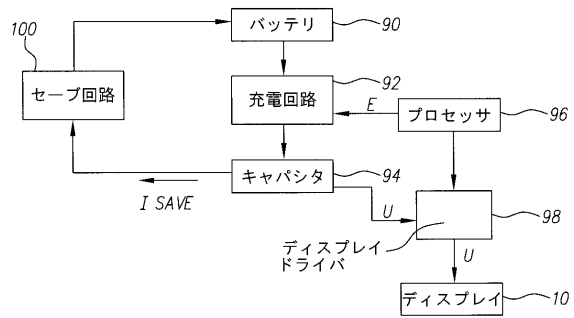 100
バッテリ
90
セーブ回路
充電回路
92
E
プロセッサ
96
キャパシタ
94
I SAVE
U
98
ディスプレイ
ドライバ
U
ディスプレイ
10